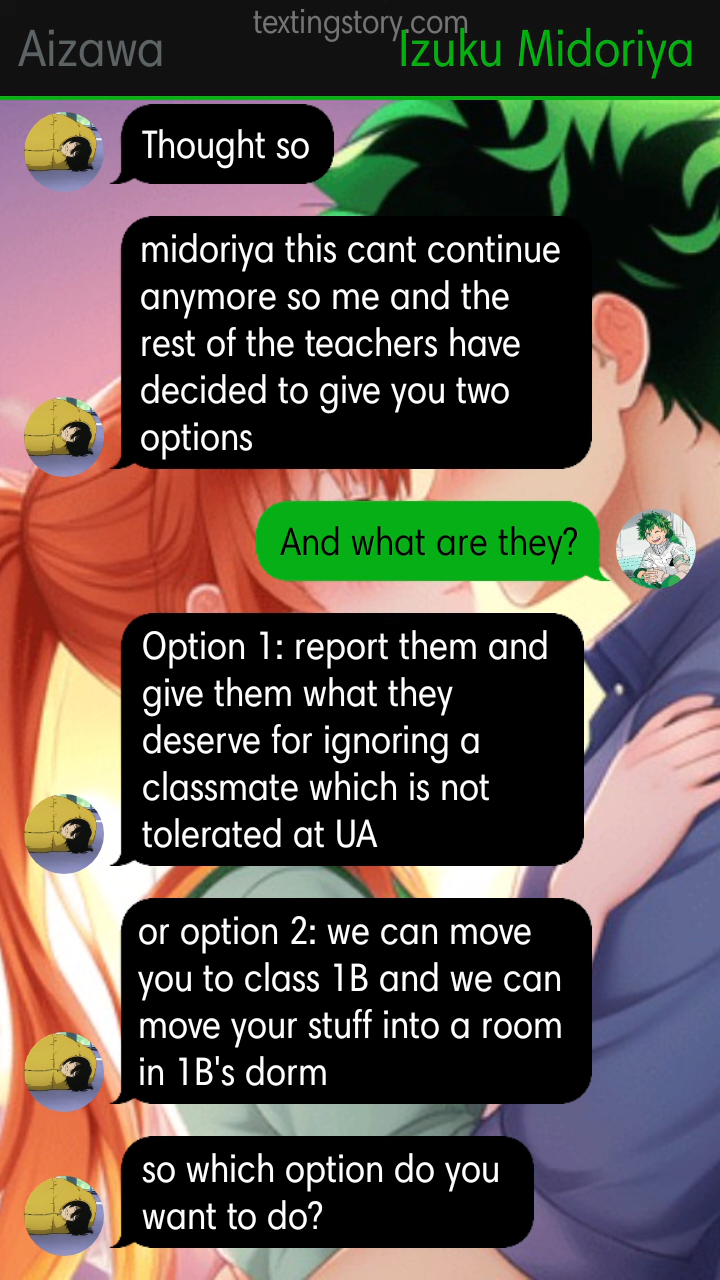 textingstory.com
Aizawa
Izuku Midoriya
Thought so
midoriya this cant continue
anymore so me and the
rest of the teachers have
decided to give you two
options
And what are they?
Option 1: report them and
give them what they
deserve for ignoring a
classmate which is not
tolerated at UA
or option 2: we can move
you to class 1B and we can
move your stuff into a room
in 1B's dorm
so which option do you
want to do?